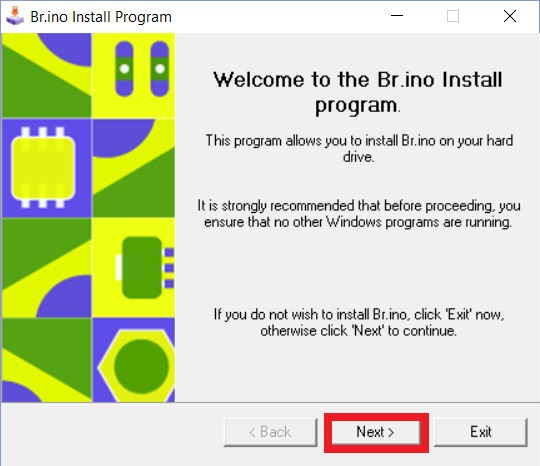 Br.ino Install Program
Welcome to the Br.ino Install
program.
This program allows you to install Br.ino on your hard
drive.
It is strongly recommended that before proceeding, you
ensure that no other Windows programs are running.
If you do not wish to install Br.ino, click 'Exit' now,
otherwise click 'Next' to continue.
< Back
Next >
Exit